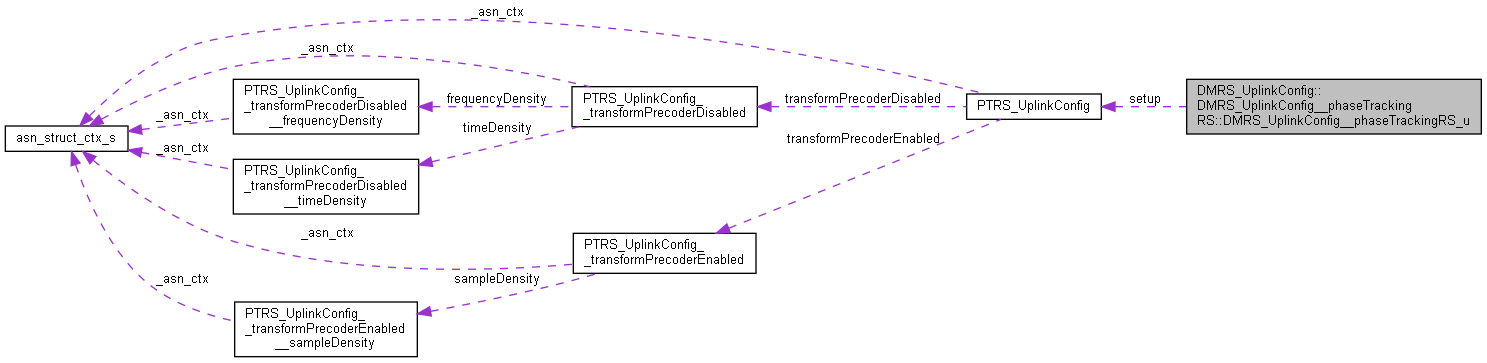 _asn_ctx
_asn_ctx
PTRS_UplinkConfig_
_transformPrecoderDisabled
__frequencyDensity
frequencyDensity
PTRS_UplinkConfig_
_transformPrecoderDisabled
transformPrecoderDisabled
PTRS_UplinkConfig
setup
DMRS_UplinkConfig::
DMRS_UplinkConfig__phaseTracking
RS::DMRS_UplinkConfig__phaseTrackingRS_u
_asn_ctx
timeDensity
asn_struct_ctx_s
transformPrecoderEnabled
_asn_ctx
PTRS_UplinkConfig_
_transformPrecoderDisabled
__timeDensity
_asn_ctx
PTRS_UplinkConfig_
_transformPrecoderEnabled
_asn_ctx
sampleDensity
PTRS_UplinkConfig_
_transformPrecoderEnabled
__sampleDensity